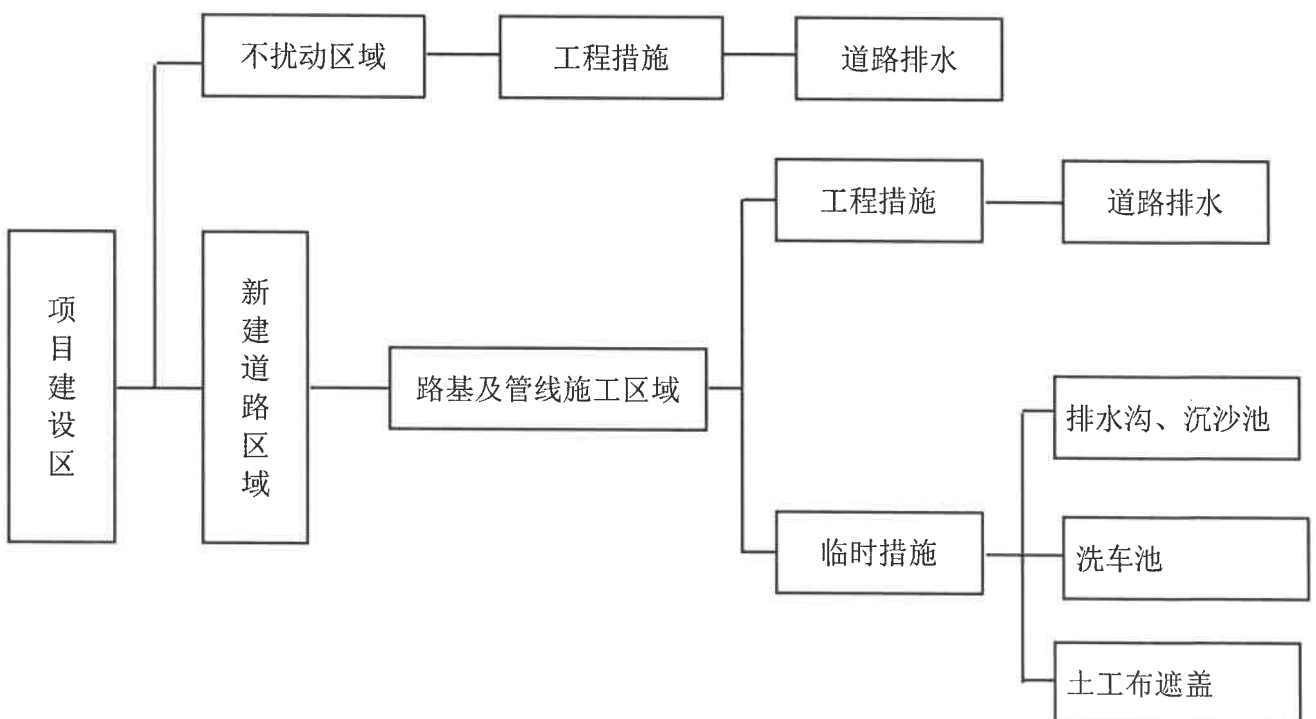 不扰动区域
工程措施
道路排水
工程措施
道路排水
项目建设区
新建道路区域
路基及管线施工区域
排水沟、沉沙池
临时措施
洗车池
土工布遮盖